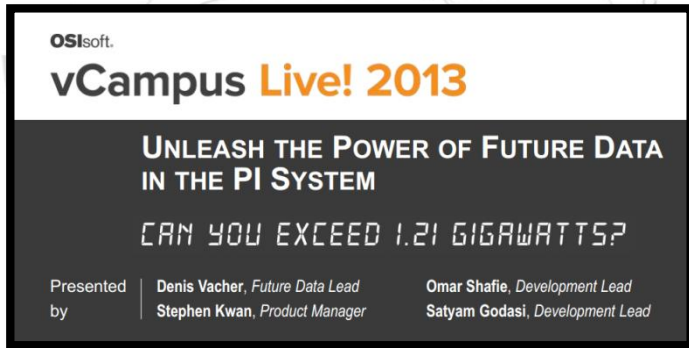 OSIsoft.
vCampus Live! 2013
UNLEASH THE POWER OF FUTURE DATA
IN THE PI SYSTEM
CAN YOU EXCEED 1.21 GIGAWATTS?
Presented by
Denis Vacher, Future Data Lead
Stephen Kwan, Product Manager
Omar Shafie, Development Lead
Satyam Godasi, Development Lead